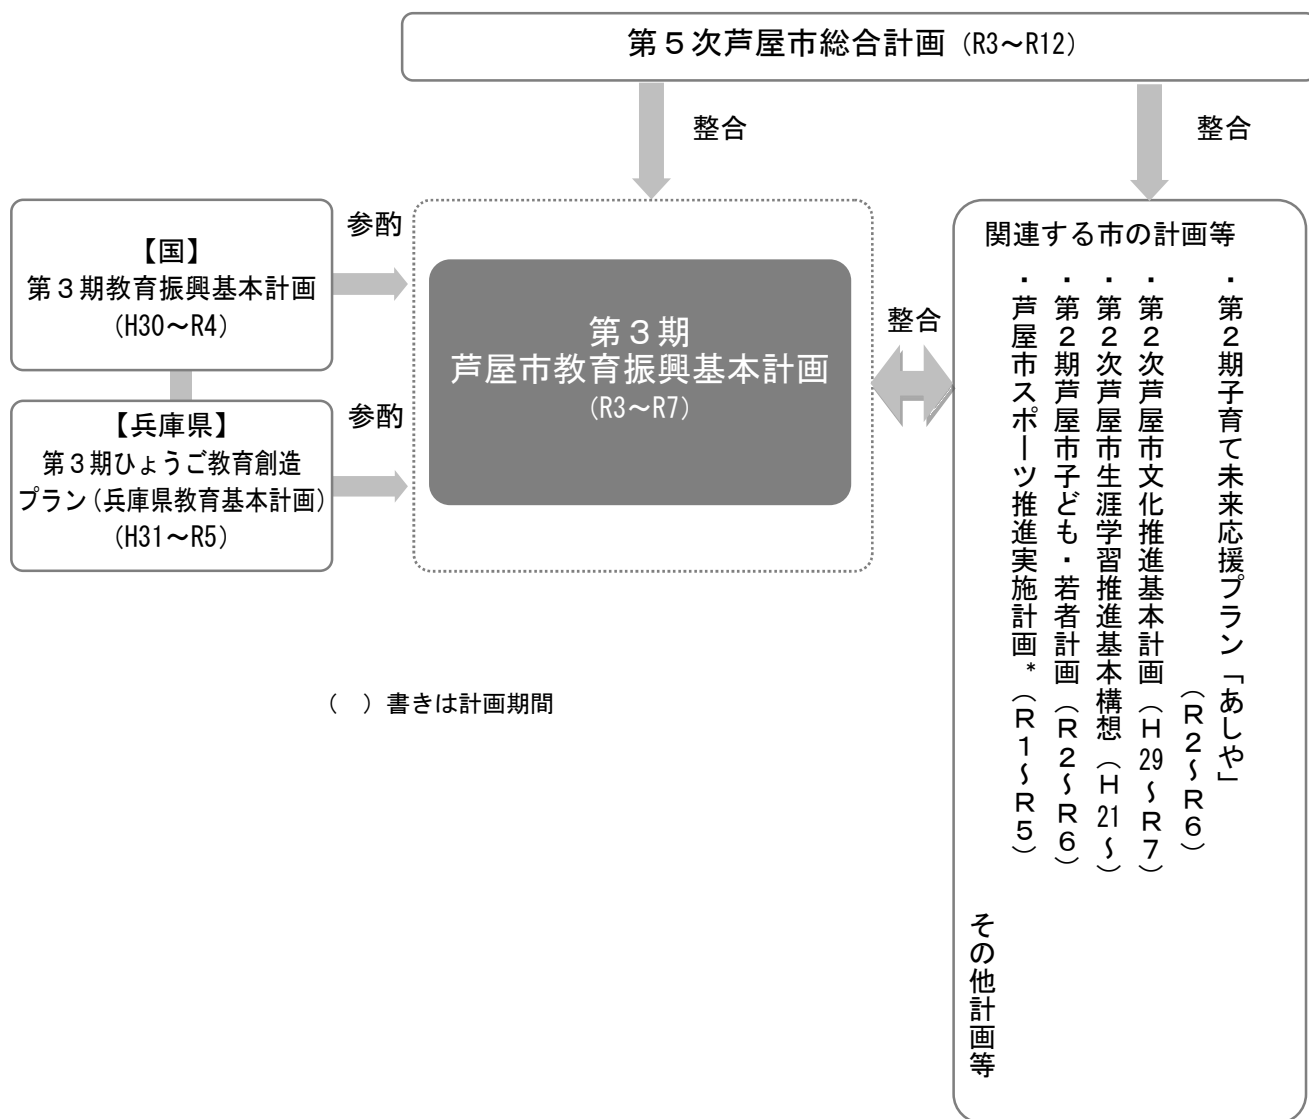 第５次芦屋市総合計画（R3～R12）
整合
整合
【国】
第３期教育振興基本計画
（H30～R4）
参酌
【兵庫県】
第３期ひょうご教育創造
プラン（兵庫県教育基本計画）
（H31～R5）
参酌
第３期
芦屋市教育振興基本計画
（R3～R7）
整合
関連する市の計画等
・第２期子育て未来応援プラン「あしや」
（Ｒ２～Ｒ６）
・第２次芦屋市文化推進基本計画（Ｈ29～Ｒ７）
・第２次芦屋市生涯学習推進基本構想（Ｈ21～）
・第２期芦屋市子ども・若者計画（Ｒ２～Ｒ６）
・芦屋市スポーツ推進実施計画*（Ｒ１～Ｒ５）
その他計画等
（　）書きは計画期間